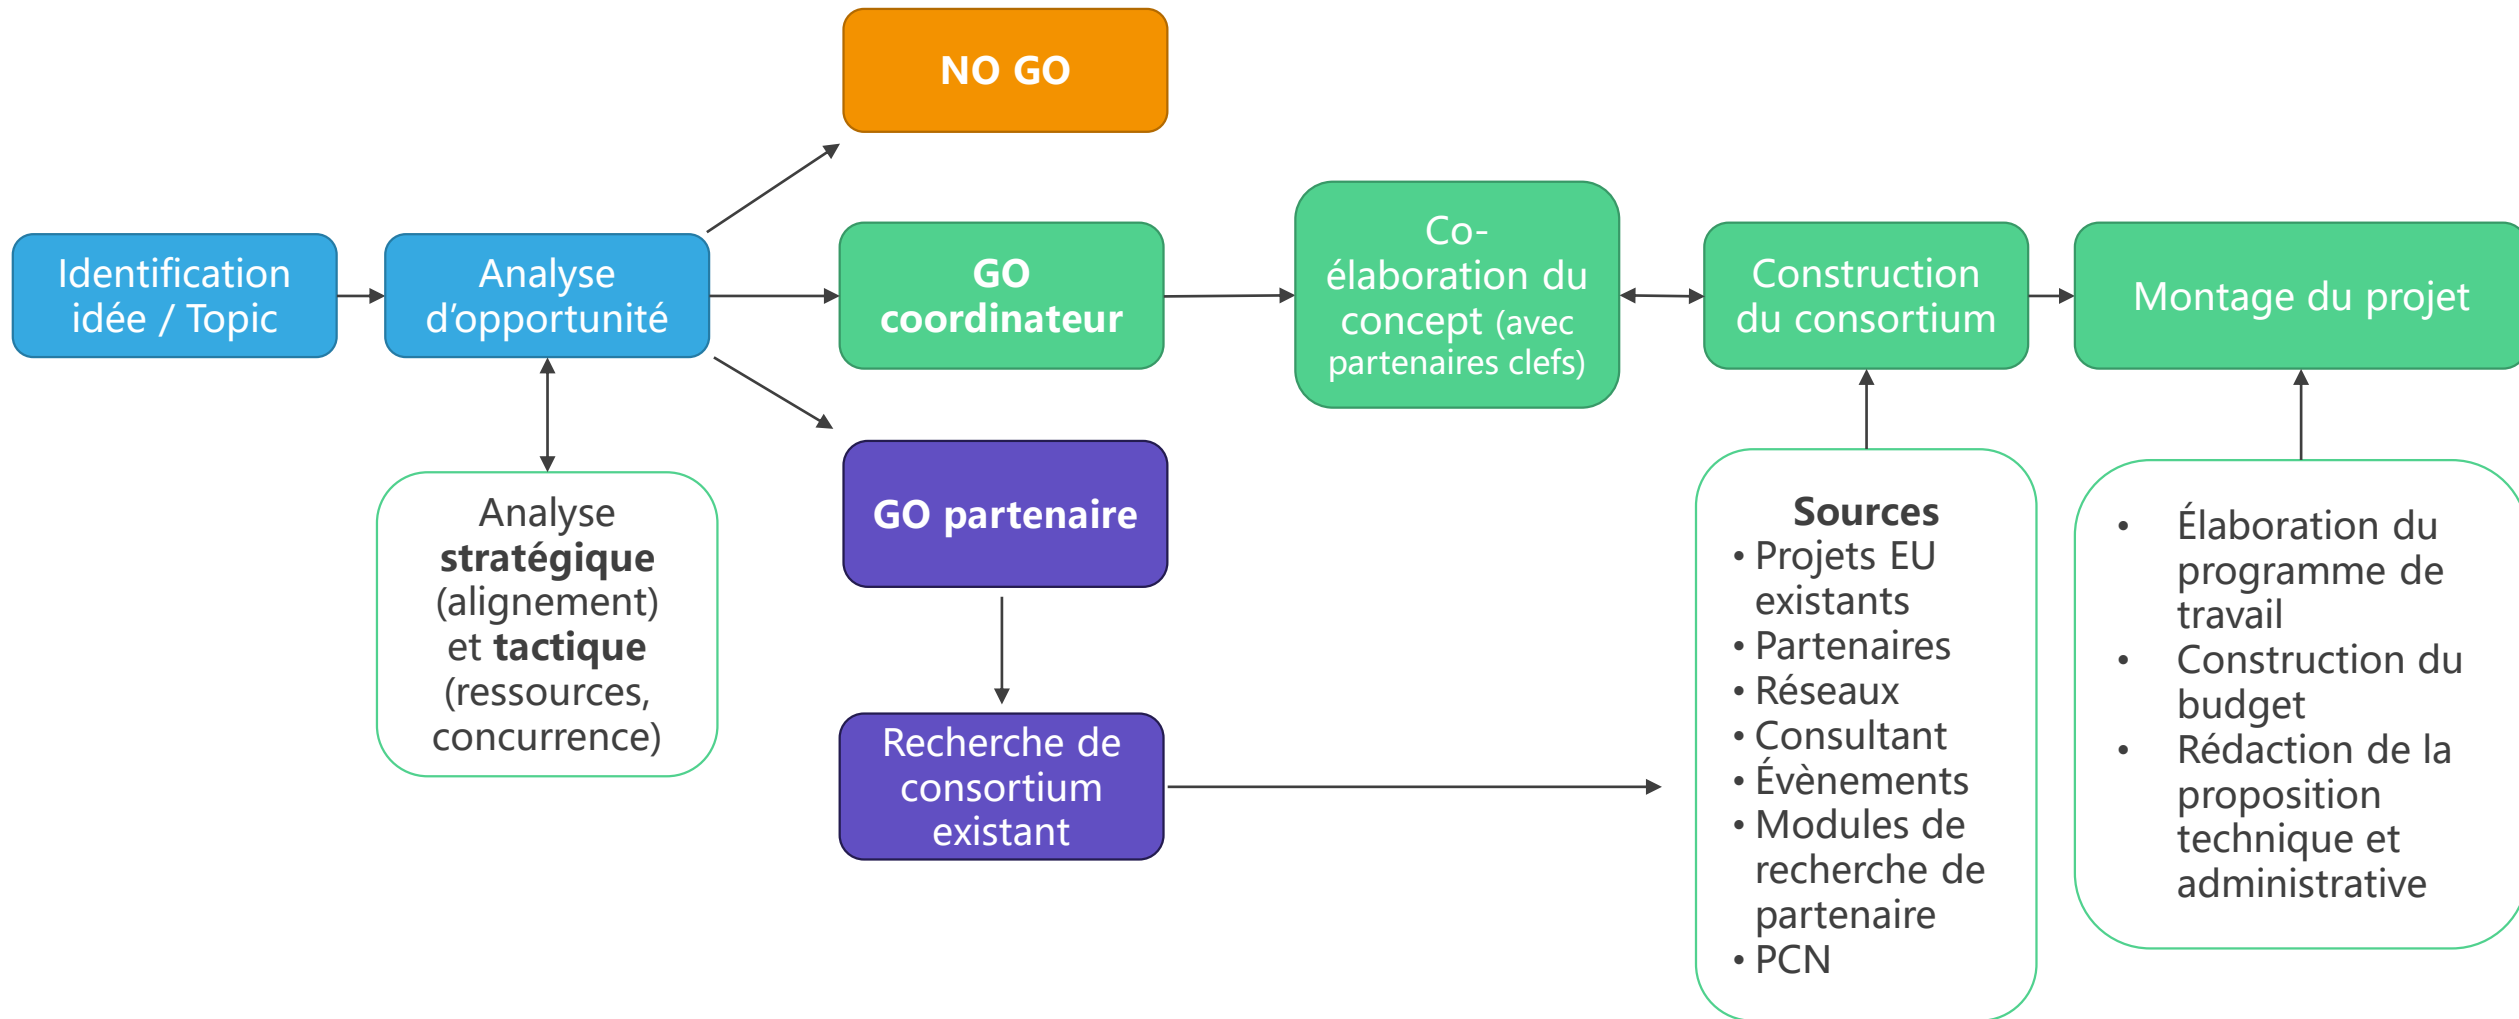 NO GO
Identification
idée / Topic
Analyse
d’opportunité
GO
coordinateur
Co-
élaboration du
concept (avec
partenaires clefs)
Construction
du consortium
Montage du projet
Analyse
stratégique
(alignement)
et tactique
(ressources,
concurrence)
GO partenaire
Recherche de
consortium
existant
Sources
• Projets EU
existants
• Partenaires
• Réseaux
• Consultant
• Évènements
• Modules de
recherche de
partenaire
• PCN
• Élaboration du
programme de
travail
• Construction du
budget
• Rédaction de la
proposition
technique et
administrative